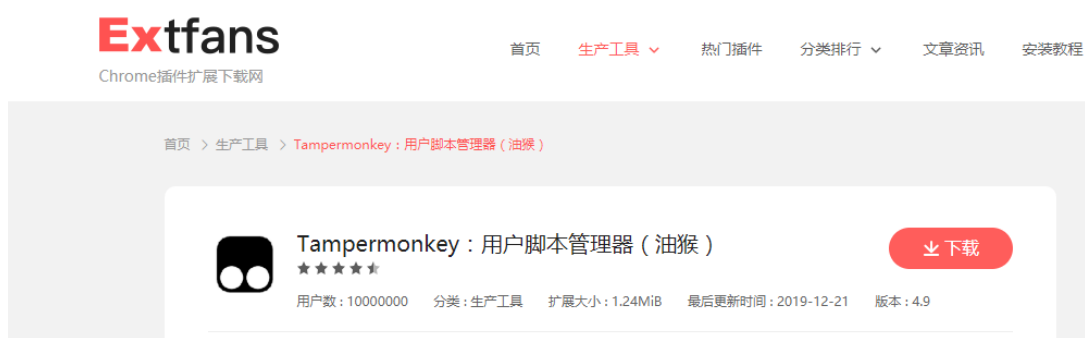 Extfans
Chrome插件扩展下载网
首页 生产工具 热门插件 分类排行 文章资讯 安装教程
首页 > 生产工具 > Tampermonkey：用户脚本管理器（油猴）
Tampermonkey：用户脚本管理器（油猴）
下载
用户数 : 10000000 分类 : 生产工具 扩展大小 : 1.24MiB 最后更新时间 : 2019-12-21 版本 : 4.9